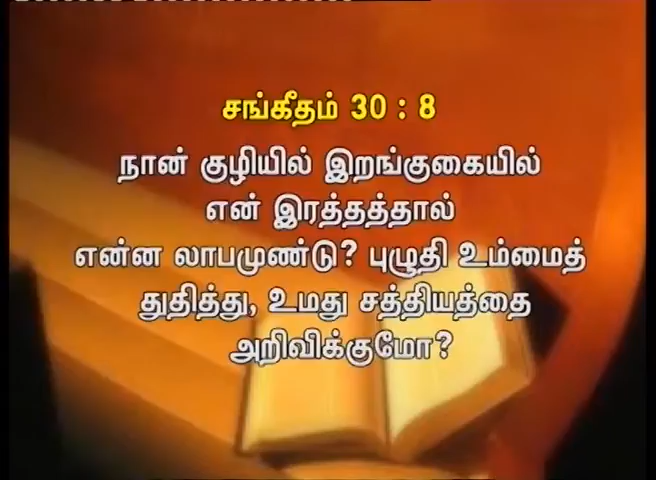 சங்கீதம் 30 : 8
நான் குழியில் இறங்குகையில்
என் இரத்தத்தால்
என்ன லாபமுண்டு? புழுதி உம்மைத்
துதித்து, உமது சத்தியத்தை
அறிவிக்குமோ?